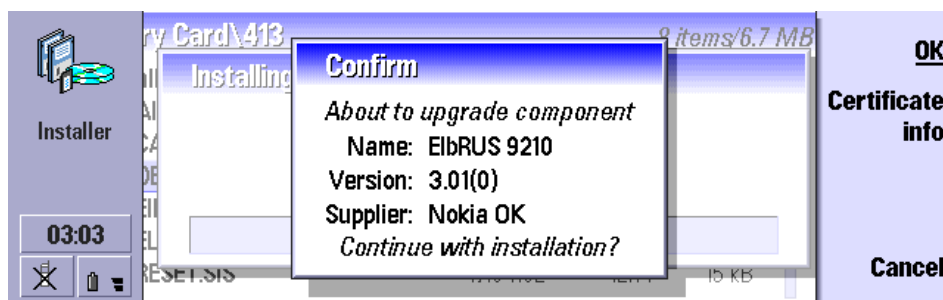 ry Card\413
8 items/6.7 MB
Installing
Confirm
About to upgrade component
Name: ElbRUS 9210
Version: 3.01(0)
Supplier: Nokia OK
Continue with installation?
Installer
03:03
OK
Certificate
info
Cancel
RESET.SIS
15 KB